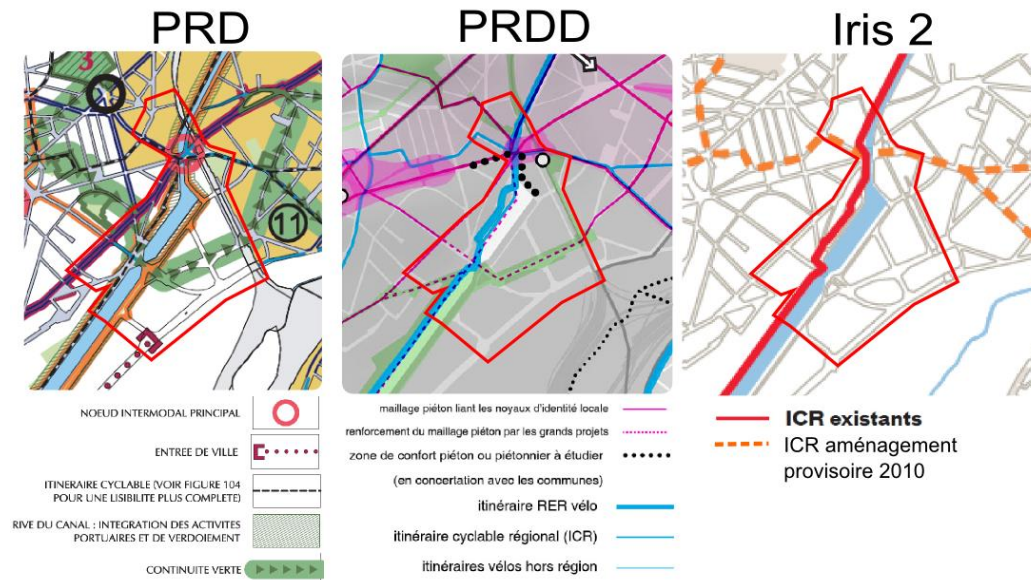 PRD
PRDD
Iris 2
3
11
NOEUD INTERMODAL PRINCIPAL
ENTREE DE VILLE
ITINERAIRE CYCLABLE (VOIR FIGURE 104
POUR UNE LISIBILITE PLUS COMPLETE)
RIVE DU CANAL : INTEGRATION DES ACTIVITES
PORTUAIRES ET DE VERDOIEMENT
CONTINUITE VERTE
maillage piéton liant les noyaux d'identité locale
renforcement du maillage piéton par les grands projets
zone de confort piéton ou piétonnier à étudier
(en concertation avec les communes)
itinéraire RER vélo
itinéraire cyclable régional (ICR)
itinéraires vélos hors région
ICR existants
ICR aménagement
provisoire 2010